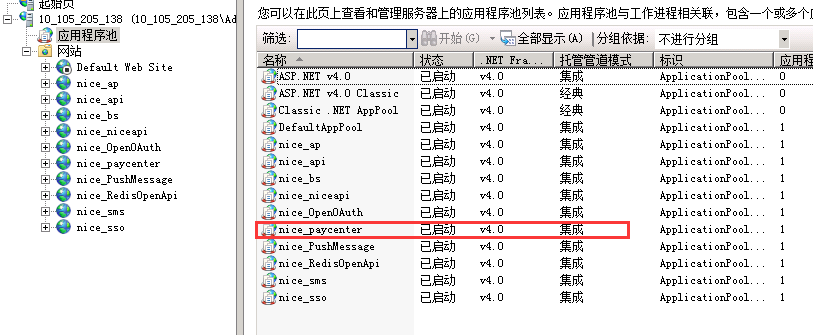 起始页
10_105_205_138 (10_105_205_138\Ad
应用程序池
网站
Default Web Site
nice_ap
nice_api
nice_bs
nice_niceapi
nice_OpenOAuth
nice_paycenter
nice_PushMessage
nice_RedisOpenApi
nice_sms
nice_sso
您可以在此页上查看和管理服务器上的应用程序池列表。应用程序池与工作进程相关联，包含一个或多个应
筛选: 开始(G) 全部显示(A) 分组依据: 不进行分组
名称 状态 .NET Fra... 托管管道模式 标识 应用程
ASP.NET v4.0 已启动 v4.0 集成 ApplicationPool... 0
ASP.NET v4.0 Classic 已启动 v4.0 经典 ApplicationPool... 0
Classic .NET AppPool 已启动 v4.0 经典 ApplicationPool... 0
DefaultAppPool 已启动 v4.0 集成 ApplicationPool... 1
nice_ap 已启动 v4.0 集成 ApplicationPool... 1
nice_api 已启动 v4.0 集成 ApplicationPool... 1
nice_bs 已启动 v4.0 集成 ApplicationPool... 1
nice_niceapi 已启动 v4.0 集成 ApplicationPool... 1
nice_OpenOAuth 已启动 v4.0 集成 ApplicationPool... 1
nice_paycenter 已启动 v4.0 集成 ApplicationPool... 1
nice_PushMessage 已启动 v4.0 集成 ApplicationPool... 1
nice_RedisOpenApi 已启动 v4.0 集成 ApplicationPool... 1
nice_sms 已启动 v4.0 集成 ApplicationPool... 1
nice_sso 已启动 v4.0 集成 ApplicationPool... 1